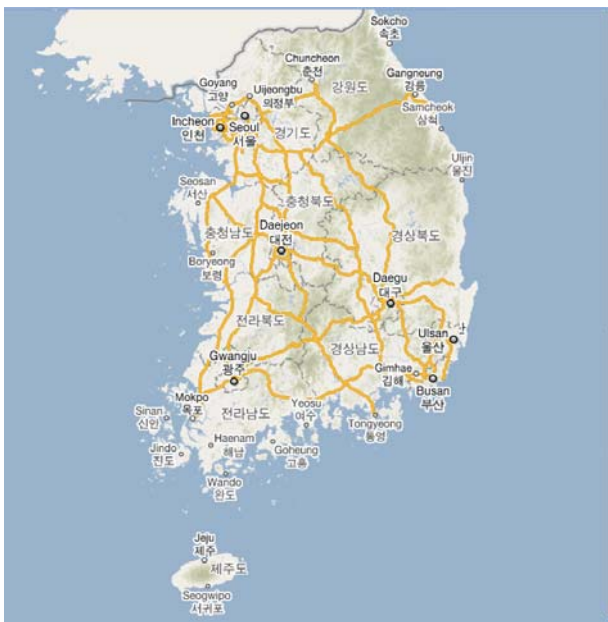 Sokcho
속초
Chuncheon
춘천
Gangneung
강릉
강원도
Goyang
고양
Uijeongbu
의정부
Samcheok
삼척
Incheon
인천
Seoul
서울
경기도
Uljin
울진
Seosan
서산
충청북도
충청남도
Daejeon
대전
경상북도
Boryeong
보령
Daegu
대구
전라북도
Ulsan
울산
경상남도
Gwangju
광주
Gimhae
김해
Busan
부산
Mokpo
목포
Sinan
신안
전라남도
Yeosu
여수
Tongyeong
통영
Haenam
해남
Goheung
고흥
Jindo
진도
Wando
완도
Jeju
제주
제주도
Seogwipo
서귀포